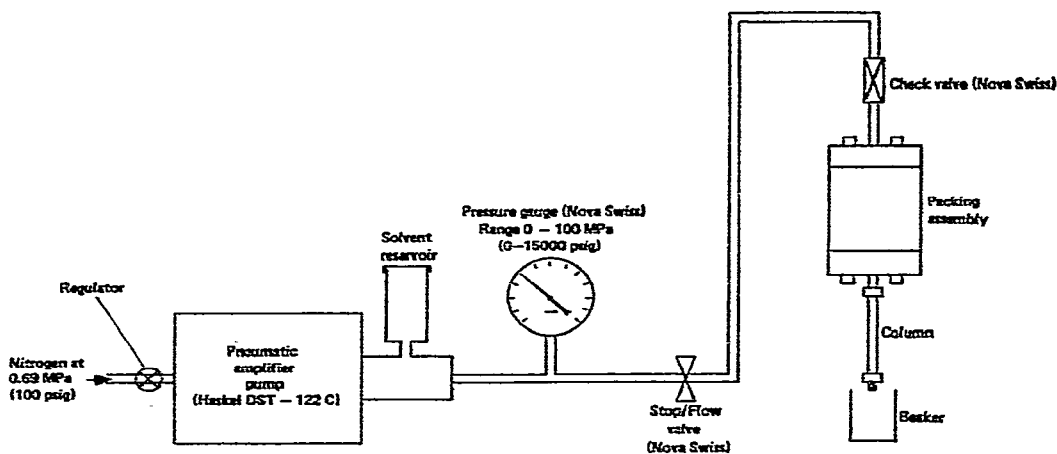 Check valve (Nova Swiss)
Packing
assembly
Pressure gauge (Nova Swiss)
Range 0 – 100 MPa
(0–15000 psig)
Solvent
reservoir
Regulator
Column
Nitrogen at
0.69 MPa
(100 psig)
Pneumatic
amplifier
pump
(Haskel DST – 122 C)
Stop/Flow
valve
(Nova Swiss)
Beaker